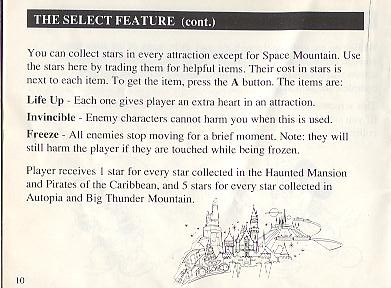 THE SELECT FEATURE (cont.)
You can collect stars in every attraction except for Space Mountain. Use
the stars here by trading them for helpful items. Their cost in stars is
next to each item. To get the item, press the A button. The items are:
Life Up - Each one gives player an extra heart in an attraction.
Invincible - Enemy characters cannot harm you when this is used.
Freeze - All enemies stop moving for a brief moment. Note: they will
still harm the player if they are touched while being frozen.
Player receives 1 star for every star collected in the Haunted Mansion
and Pirates of the Caribbean, and 5 stars for every star collected in
Autopia and Big Thunder Mountain.
10